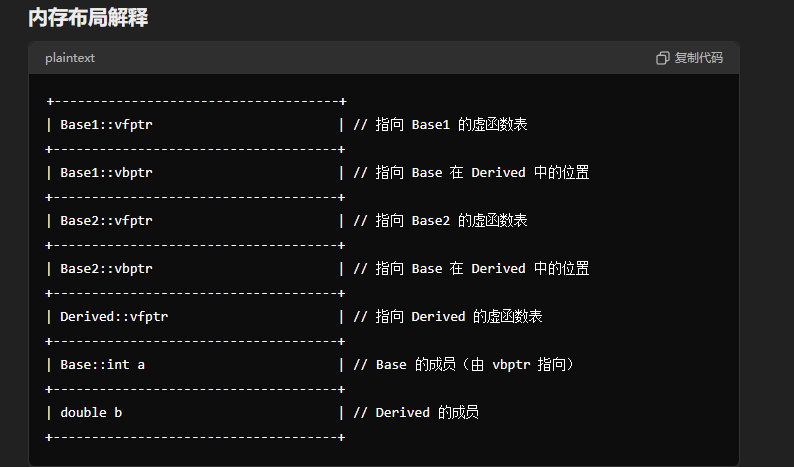 内存布局解释
plaintext 复制代码
+--------------------------------------+
| Base1::vfptr | // 指向 Base1 的虚函数表
+--------------------------------------+
| Base1::vbptr | // 指向 Base 在 Derived 中的位置
+--------------------------------------+
| Base2::vfptr | // 指向 Base2 的虚函数表
+--------------------------------------+
| Base2::vbptr | // 指向 Base 在 Derived 中的位置
+--------------------------------------+
| Derived::vfptr | // 指向 Derived 的虚函数表
+--------------------------------------+
| Base::int a | // Base 的成员（由 vbptr 指向）
+--------------------------------------+
| double b | // Derived 的成员
+--------------------------------------+